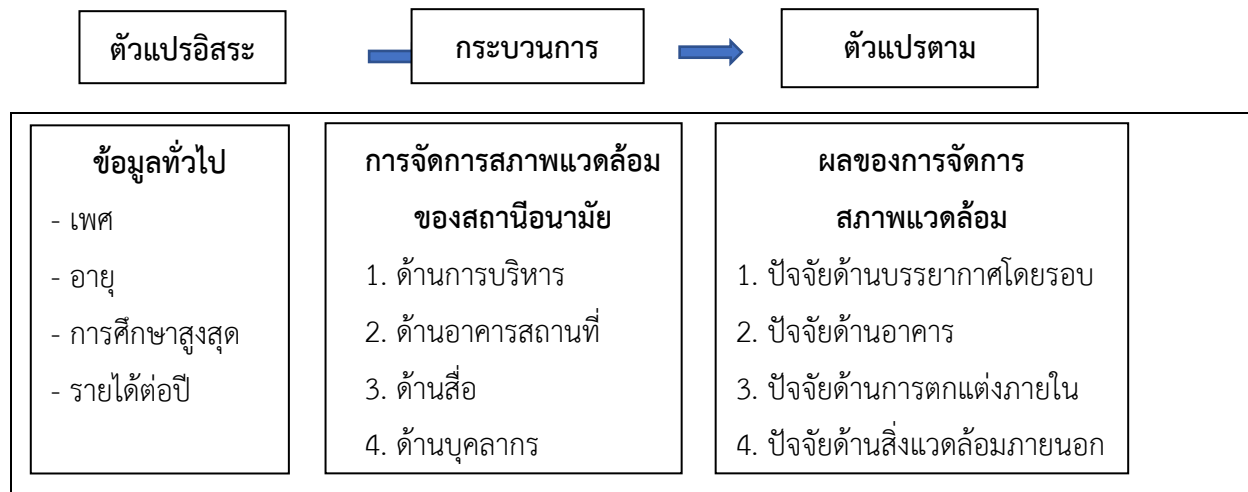 ตัวแปรอิสระ
กระบวนการ
ตัวแปรตาม
ข้อมูลทั่วไป
- เพศ
- อายุ
- การศึกษาสูงสุด
- รายได้ต่อปี
การจัดการสภาพแวดล้อม
ของสถานีอนามัย
1. ด้านการบริหาร
2. ด้านอาคารสถานที่
3. ด้านสื่อ
4. ด้านบุคลากร
ผลของการจัดการ
สภาพแวดล้อม
1. ปัจจัยด้านบรรยากาศโดยรอบ
2. ปัจจัยด้านอาคาร
3. ปัจจัยด้านการตกแต่งภายใน
4. ปัจจัยด้านสิ่งแวดล้อมภายนอก